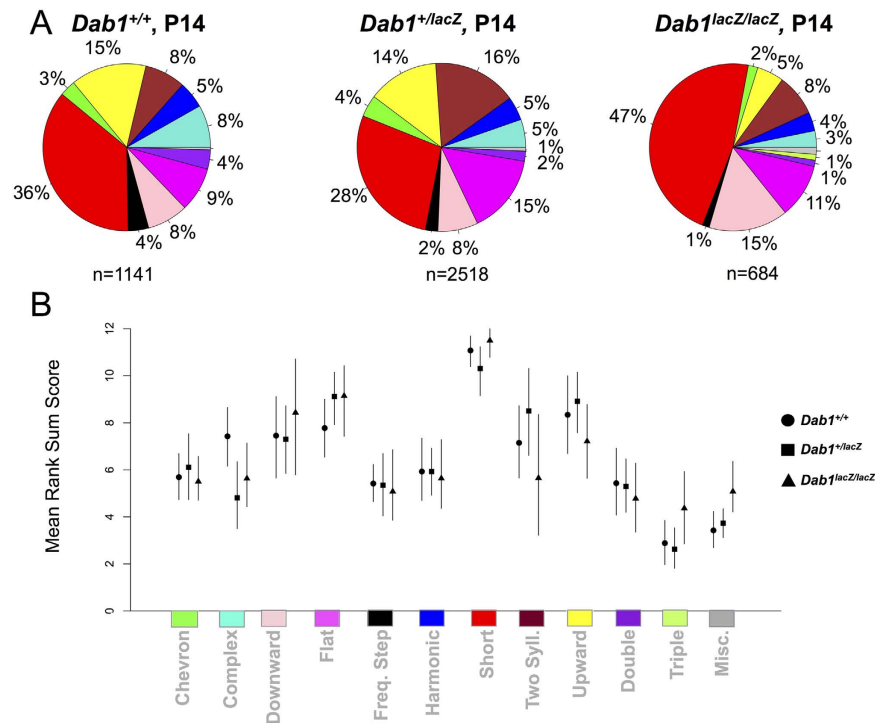 A
Dab1+/+, P14
Dab1+/lacZ, P14
Dab1lacZ/lacZ, P14
15%
8%
5%
8%
4%
9%
8%
4%
36%
3%
n=1141
14%
16%
5%
5%
1%
2%
15%
8%
2%
28%
4%
n=2518
2%
5%
8%
4%
3%
1%
1%
11%
15%
1%
47%
n=684
B
Mean Rank Sum Score
12
10
8
6
4
2
0
Dab1+/+
Dab1+/lacZ
Dab1lacZ/lacZ
Chevron
Complex
Downward
Flat
Freq. Step
Harmonic
Short
Two Syll.
Upward
Double
Triple
Misc.